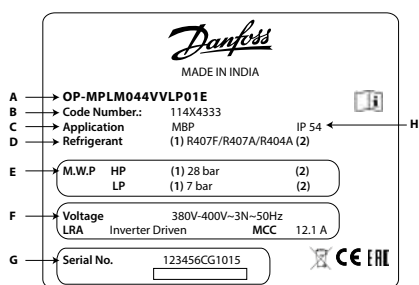 Danfoss
MADE IN INDIA
A OP-MPLM044VVLP01E
B Code Number.: 114X4333
C Application MBP IP 54 H
D Refrigerant (1) R407F/R407A/R404A (2)
E M.W.P HP (1) 28 bar (2)
LP (1) 7 bar (2)
F Voltage 380V-400V~3N~50Hz
LRA Inverter Driven MCC 12.1 A
G Serial No. 123456CG1015
CE EAC